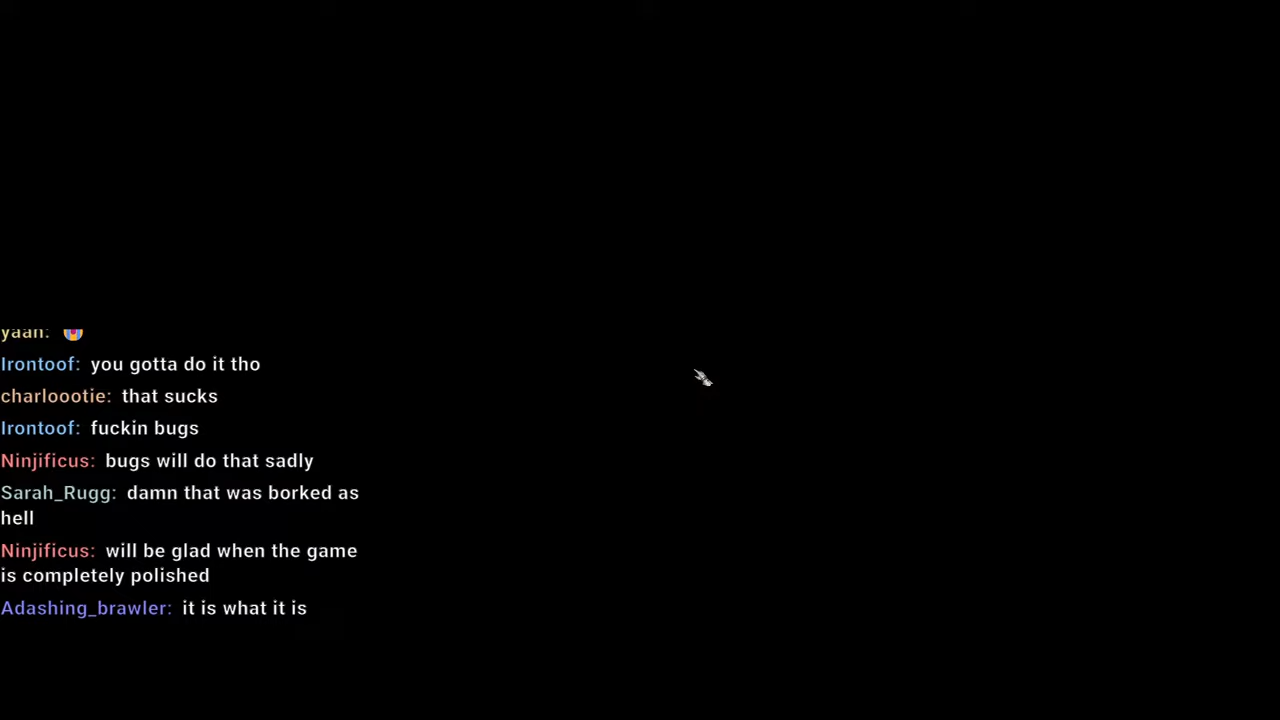 yaah:
Irontoof: you gotta do it tho
charloootie: that sucks
Irontoof: fuckin bugs
Ninjificus: bugs will do that sadly
Sarah_Rugg: damn that was borked as
hell
Ninjificus: will be glad when the game
is completely polished
Adashing_brawler: it is what it is